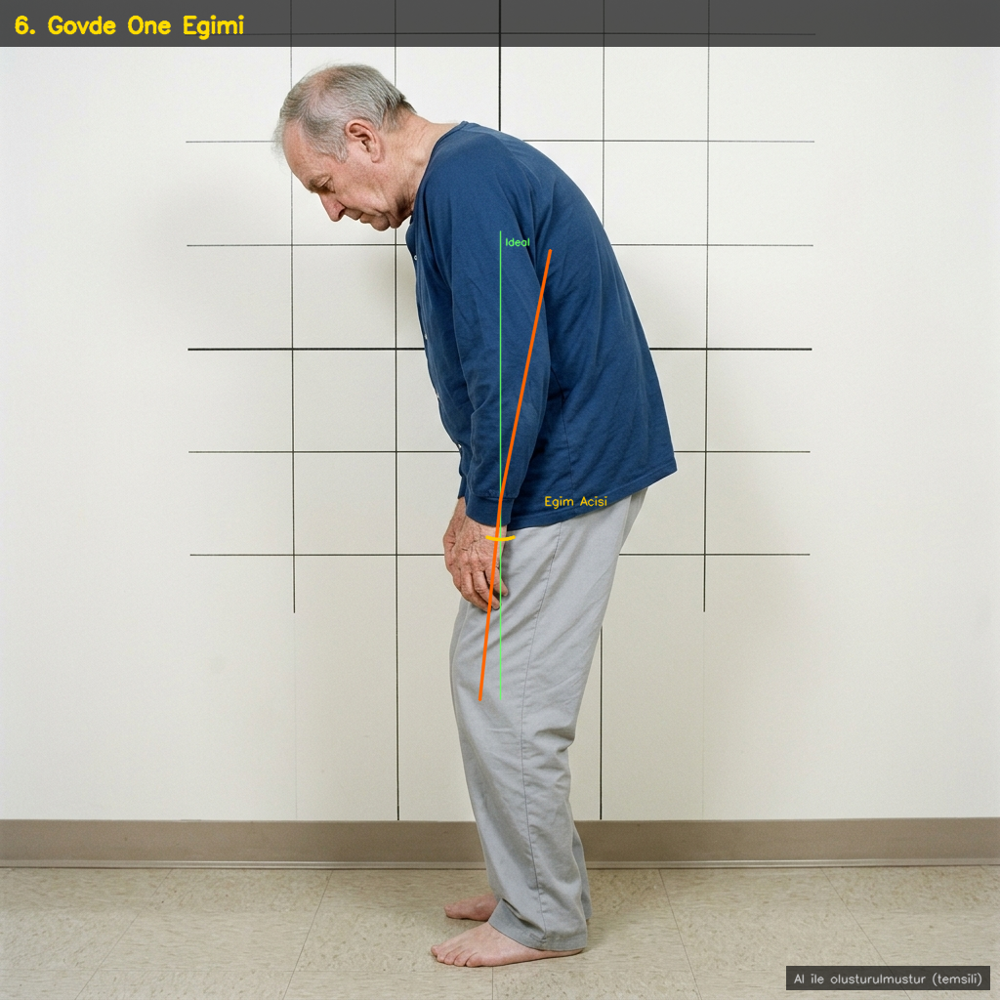 6. Govde One Egimi
Ideal
Egim Acisi
AI ile olusturulmustur (temsili)